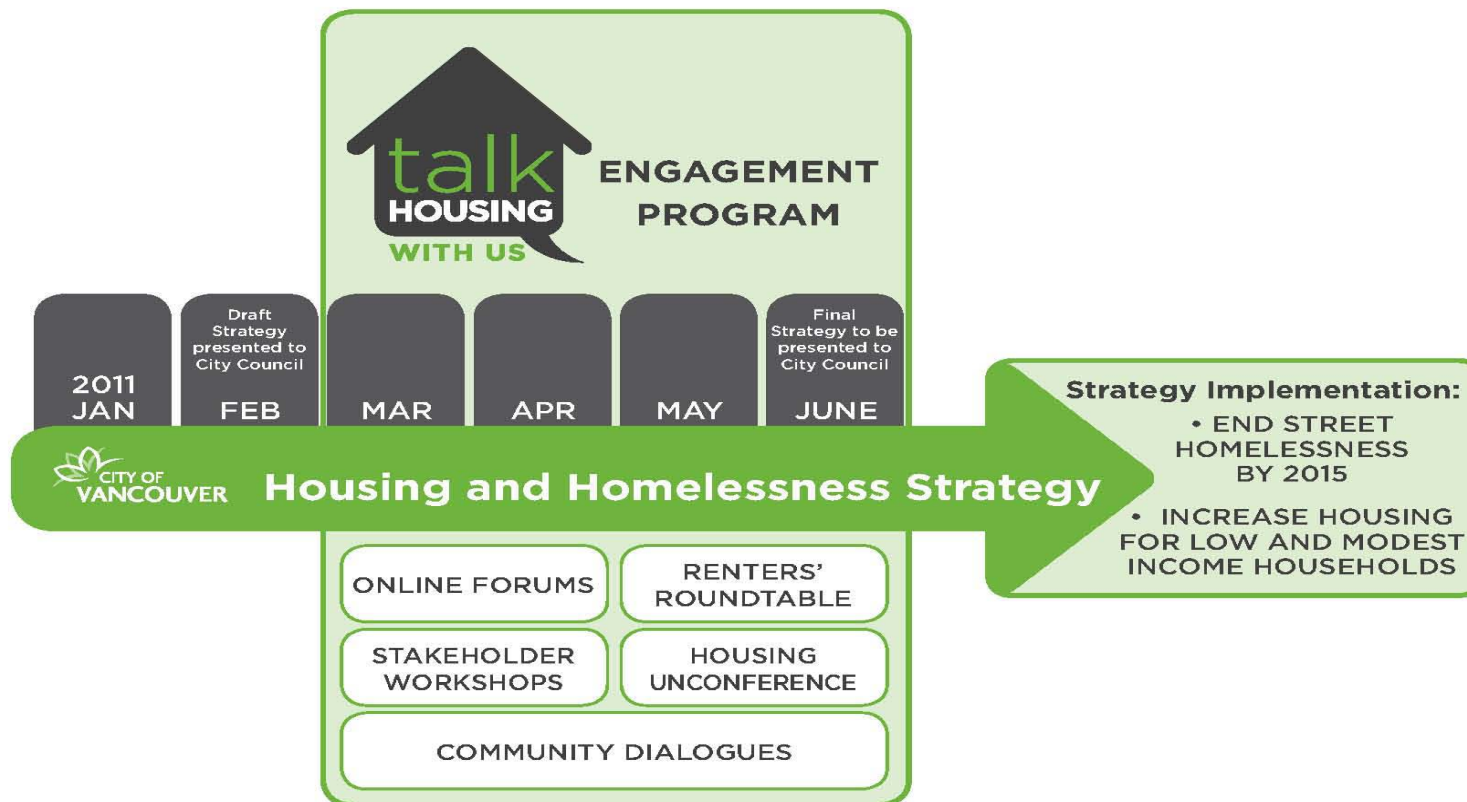 talk
HOUSING
WITH US
ENGAGEMENT
PROGRAM
2011
JAN
Draft
Strategy
presented to
City Council
FEB
MAR
APR
MAY
Final
Strategy to be
presented to
City Council
JUNE
CITY OF
VANCOUVER
Housing and Homelessness Strategy
Strategy Implementation:
• END STREET
HOMELESSNESS
BY 2015
• INCREASE HOUSING
FOR LOW AND MODEST
INCOME HOUSEHOLDS
ONLINE FORUMS
RENTERS'
ROUNDTABLE
STAKEHOLDER
WORKSHOPS
HOUSING
UNCONFERENCE
COMMUNITY DIALOGUES